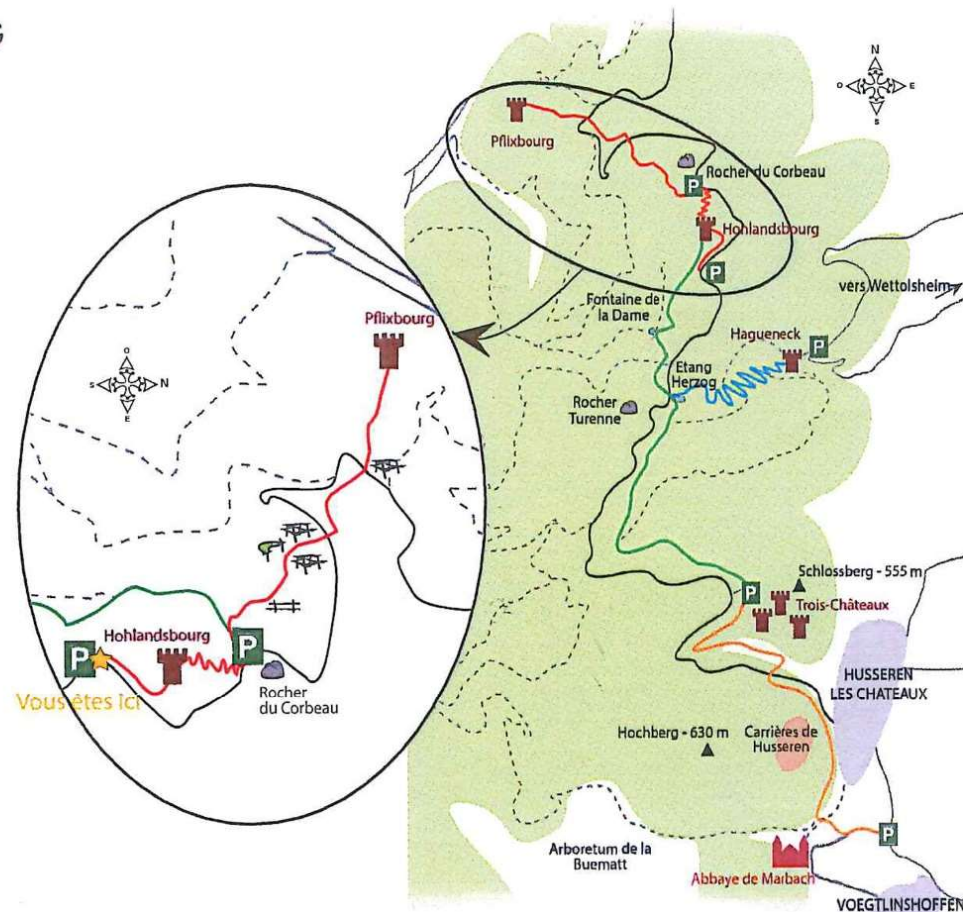 N
O
E
S
Pflixbourg
Rocher du Corbeau
P
Hohlandsbourg
P
vers Wettolsheim
Fontaine de
la Dame
Hagueneck
P
Etang
Herzog
Rocher
Turenne
P
Schlossberg - 555 m
Trois-Châteaux
HUSSEREN
LES CHATEAUX
Hochberg - 630 m
Carrières de
Husseren
P
Arboretum de la
Buematt
Abbaye de Marbach
VOEGTLINSHOFFEN
Pflixbourg
O
S
N
E
Hohlandsbourg
P
P
Vous êtes ici
Rocher
du Corbeau